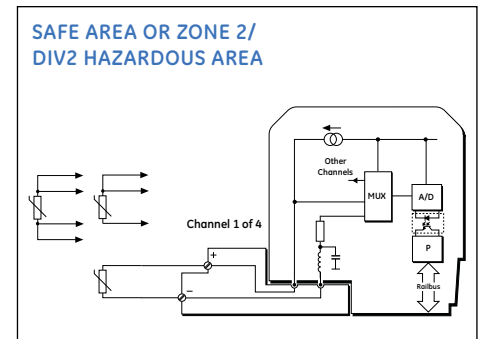 SAFE AREA OR ZONE 2/
DIV2 HAZARDOUS AREA
Other
Channels
MUX
A/D
Channel 1 of 4
P
+
Railbus
–